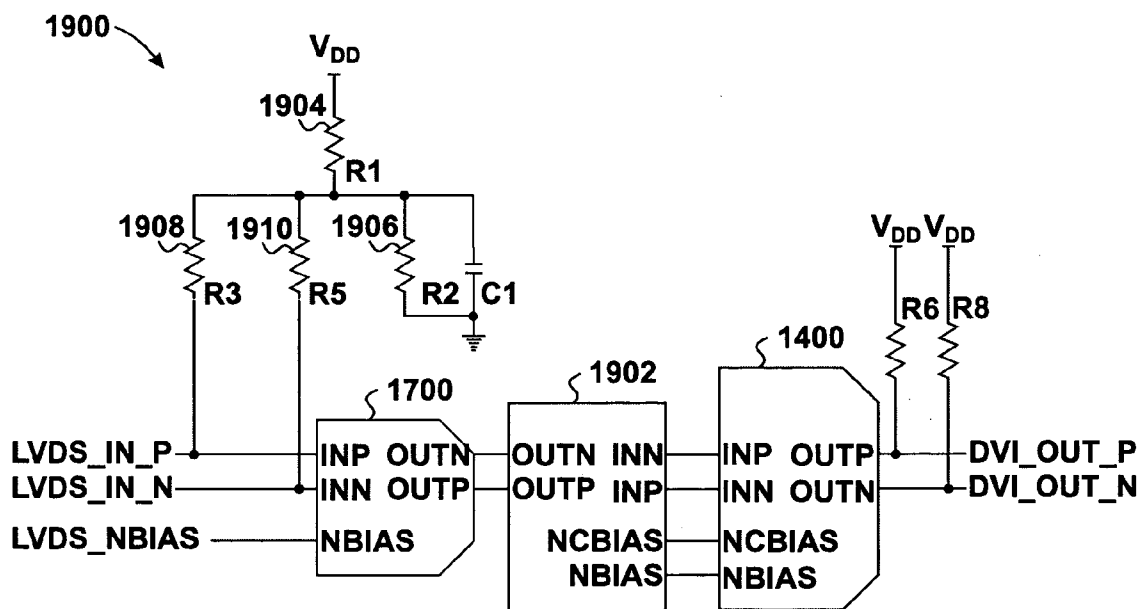 1900
VDD
1904
R1
1908
1910
1906
R3
R5
R2
C1
VDD VDD
R6
R8
1400
1902
1700
LVDS_IN_P
INP OUTN
OUTN INN
INP OUTP
DVI_OUT_P
LVDS_IN_N
INN OUTP
OUTP INP
INN OUTN
DVI_OUT_N
LVDS_NBIAS
NBIAS
NCBIAS
NCBIAS
NBIAS
NBIAS